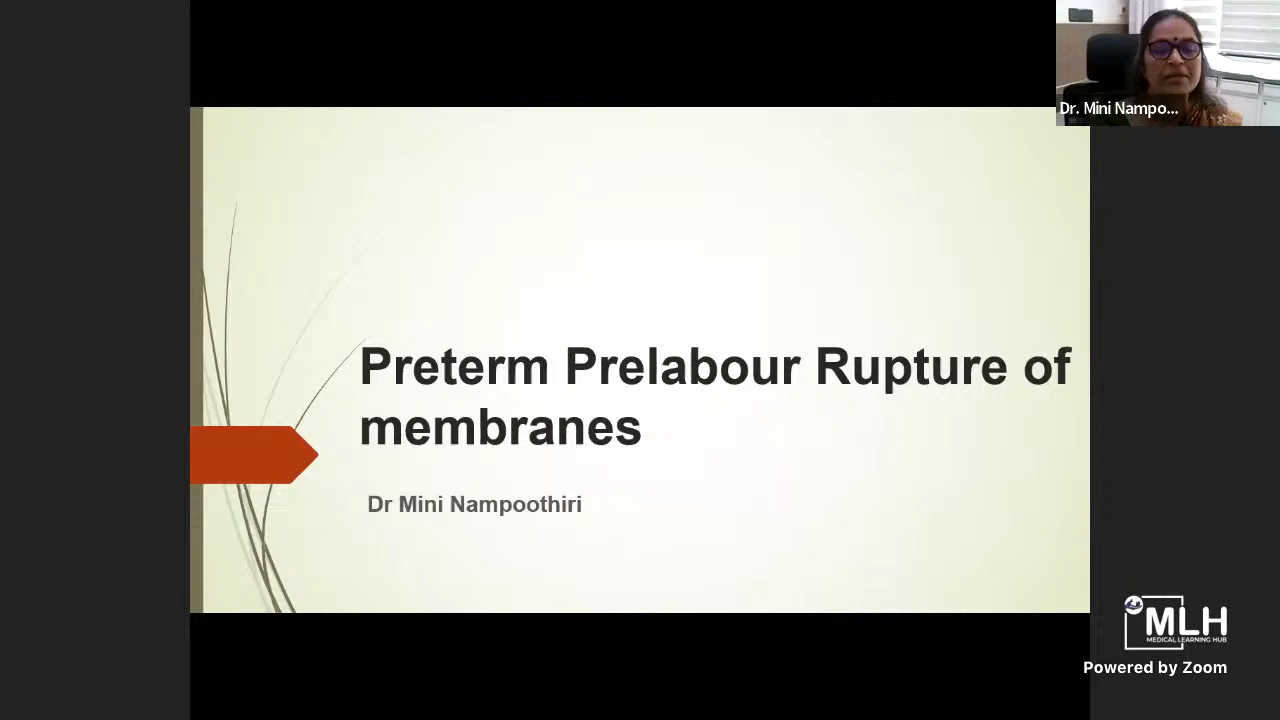 Dr. Mini Nampo...
Preterm Prelabour Rupture of
membranes
Dr Mini Nampoothiri
MLH
MEDICAL LEARNING HUB
Powered by Zoom